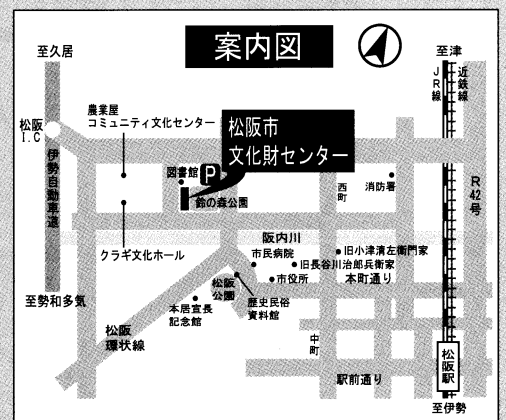 案内図
至久居
至津
JR線
近鉄線
農業屋
コミュニティ文化センター
松阪市
文化財センター
松阪
I.C
伊勢自動車道
図書館
P
鈴の森公園
西町
消防署
R42号
クラギ文化ホール
阪内川
市民病院
旧小津清左衛門家
旧長谷川治郎兵衛家
本町通り
市役所
至勢和多気
松阪
公園
歴史民俗
資料館
本居宣長
記念館
松阪
環状線
中町
松阪駅
駅前通り
至伊勢